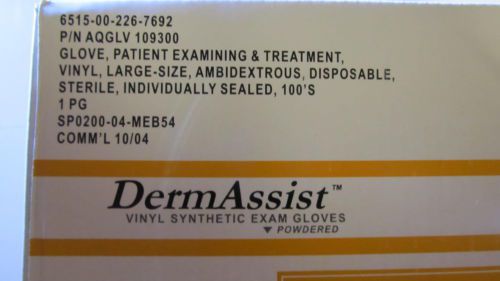 6515-00-226-7692
P/N AQGLV 109300
GLOVE, PATIENT EXAMINING & TREATMENT,
VINYL, LARGE-SIZE, AMBIDEXTROUS, DISPOSABLE,
STERILE, INDIVIDUALLY SEALED, 100'S
1 PG
SP0200-04-MEB54
COMM'L 10/04
DermAssist™
VINYL SYNTHETIC EXAM GLOVES
▼ POWDERED